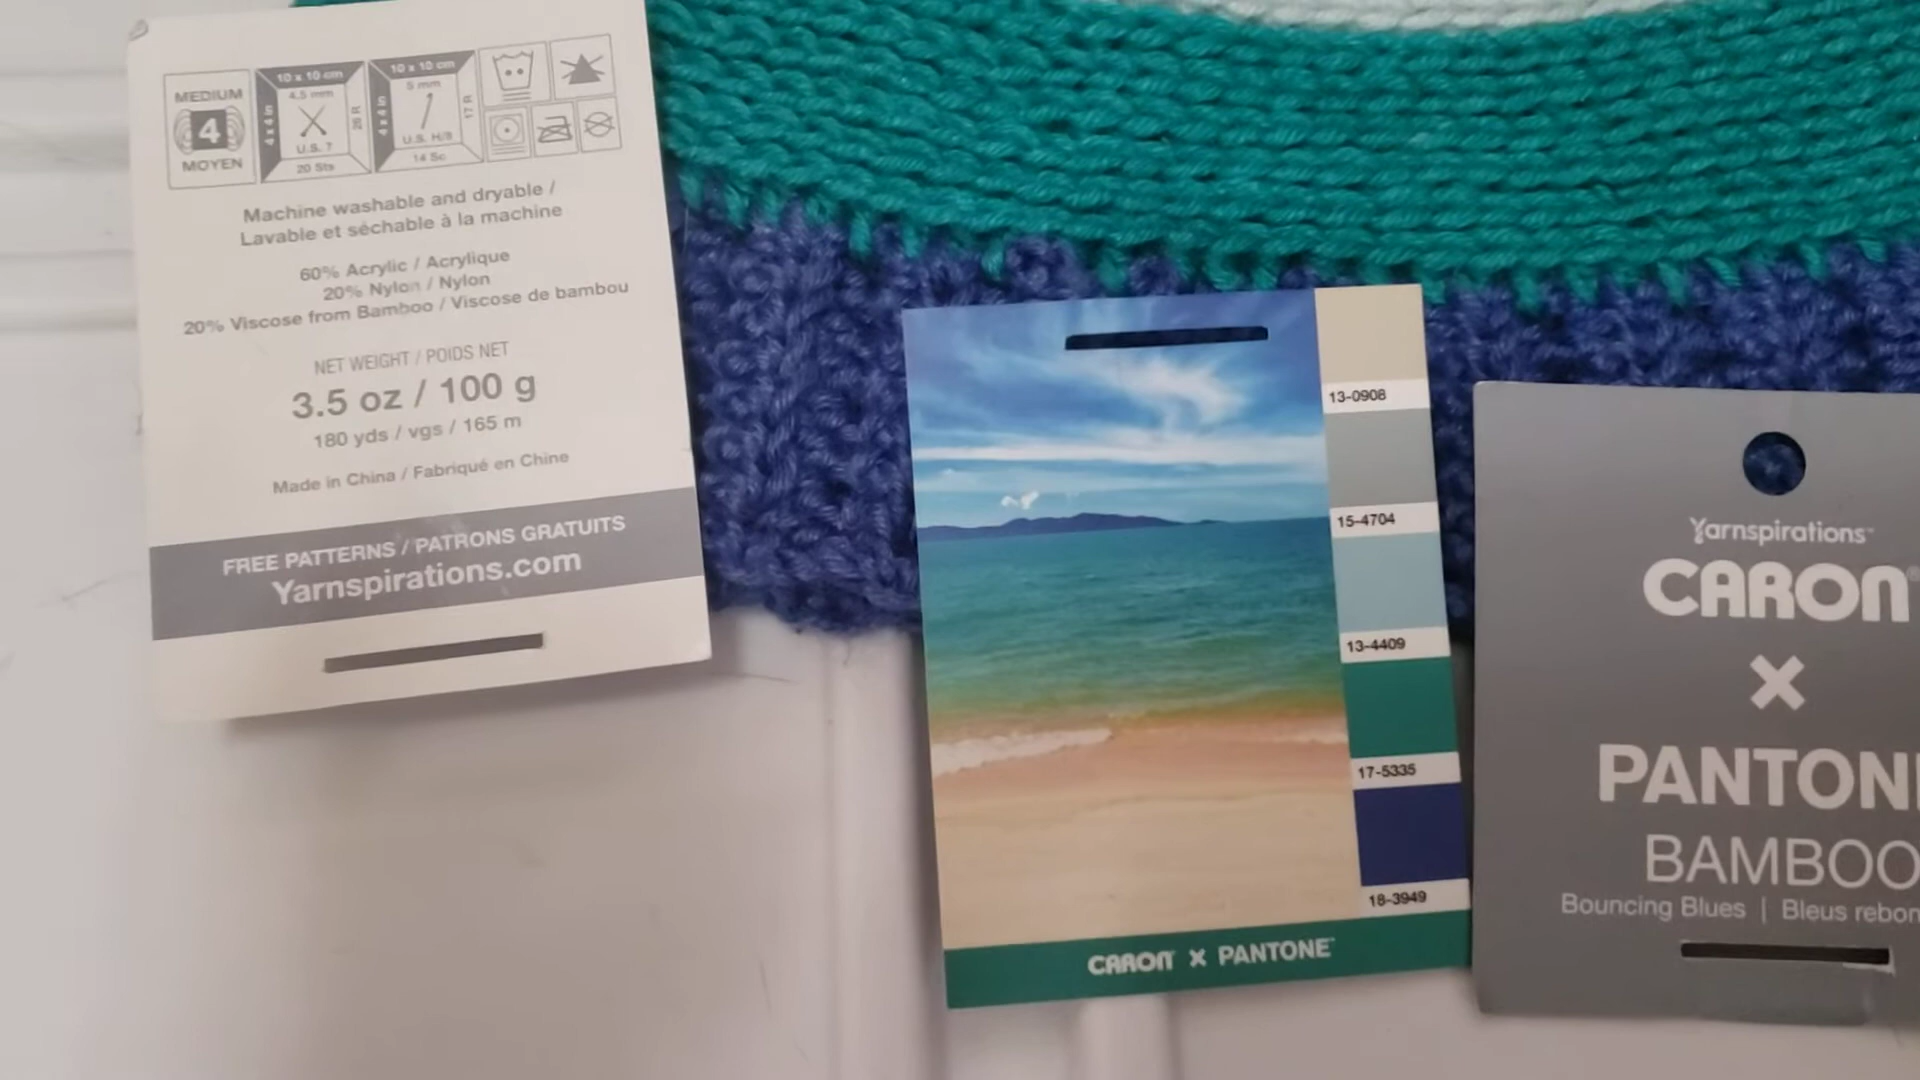 MEDIUM
4
MOYEN
10 x 10 cm
4 x 4 in
4.5 mm
26 R
U.S. 7
20 Sts
10 x 10 cm
4 x 4 in
5 mm
17 R
U.S. H/8
14 Sc
Machine washable and dryable /
Lavable et séchable à la machine
60% Acrylic / Acrylique
20% Nylon / Nylon
20% Viscose from Bamboo / Viscose de bambou
NET WEIGHT / POIDS NET
3.5 oz / 100 g
180 yds / vgs / 165 m
Made in China / Fabriqué en Chine
FREE PATTERNS / PATRONS GRATUITS
Yarnspirations.com
13-0908
15-4704
13-4409
17-5335
18-3949
CARON X PANTONE™
Yarnspirations™
CARON®
X
PANTONE
BAMBOO
Bouncing Blues | Bleus rebon